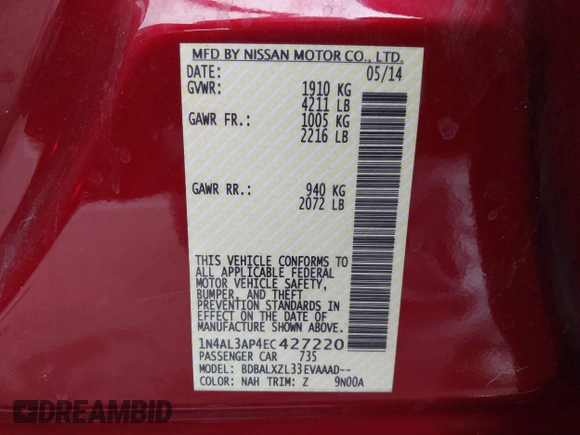 MFD BY NISSAN MOTOR CO., LTD.
DATE: 05/14
GVWR: 1910 KG
4211 LB
GAWR FR.: 1005 KG
2216 LB
GAWR RR.: 940 KG
2072 LB
THIS VEHICLE CONFORMS TO
ALL APPLICABLE FEDERAL
MOTOR VEHICLE SAFETY,
BUMPER, AND THEFT
PREVENTION STANDARDS IN
EFFECT ON THE DATE OF
MANUFACTURE SHOWN ABOVE.
1N4AL3AP4EC427220
PASSENGER CAR 735
MODEL: BDBALXZL33EVAAAD--
COLOR: NAH TRIM: Z 9N00A
DREAMBID